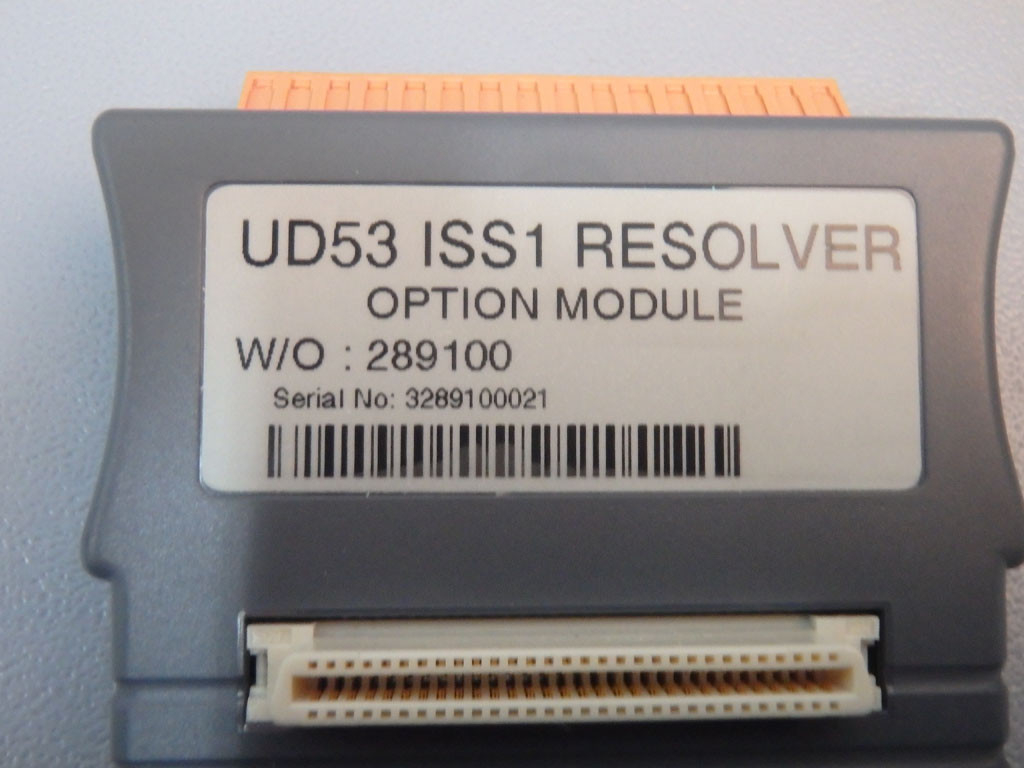 UD53 ISS1 RESOLVER
OPTION MODULE
W/O : 289100
Serial No: 3289100021